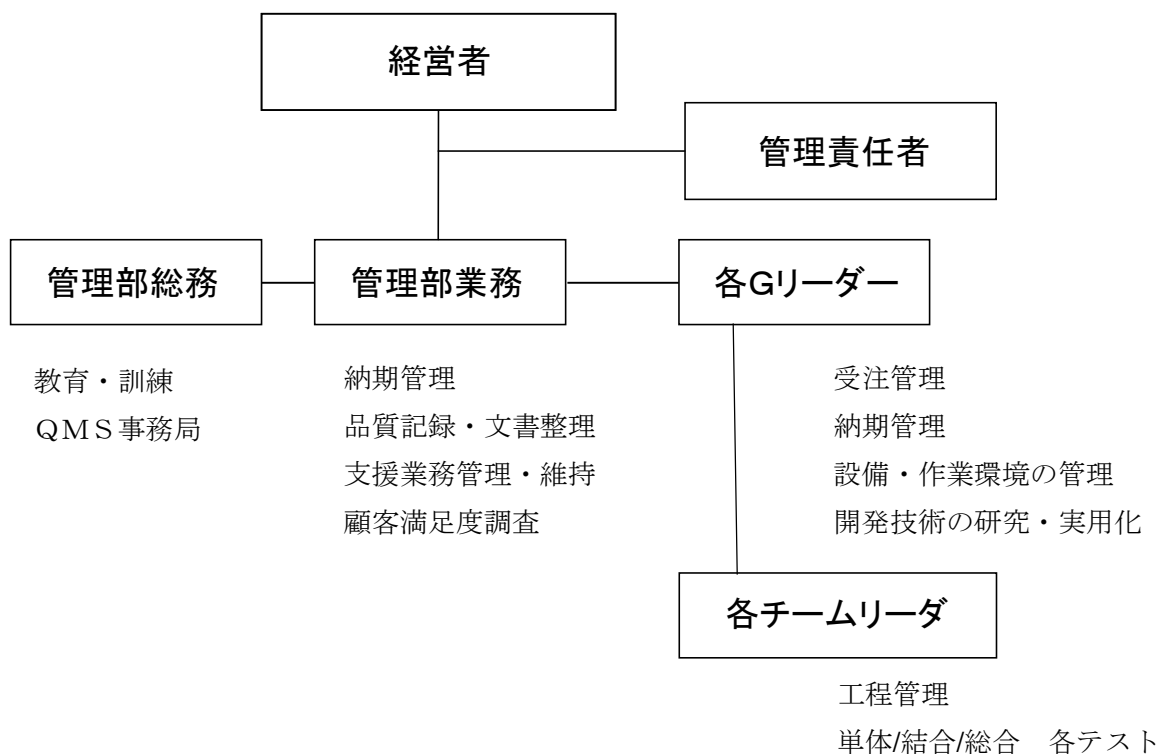 経営者
管理責任者
管理部総務
管理部業務
各Gリーダー
教育・訓練
ＱＭＳ事務局
納期管理
品質記録・文書整理
支援業務管理・維持
顧客満足度調査
受注管理
納期管理
設備・作業環境の管理
開発技術の研究・実用化
各チームリーダ
工程管理
単体/結合/総合　各テスト